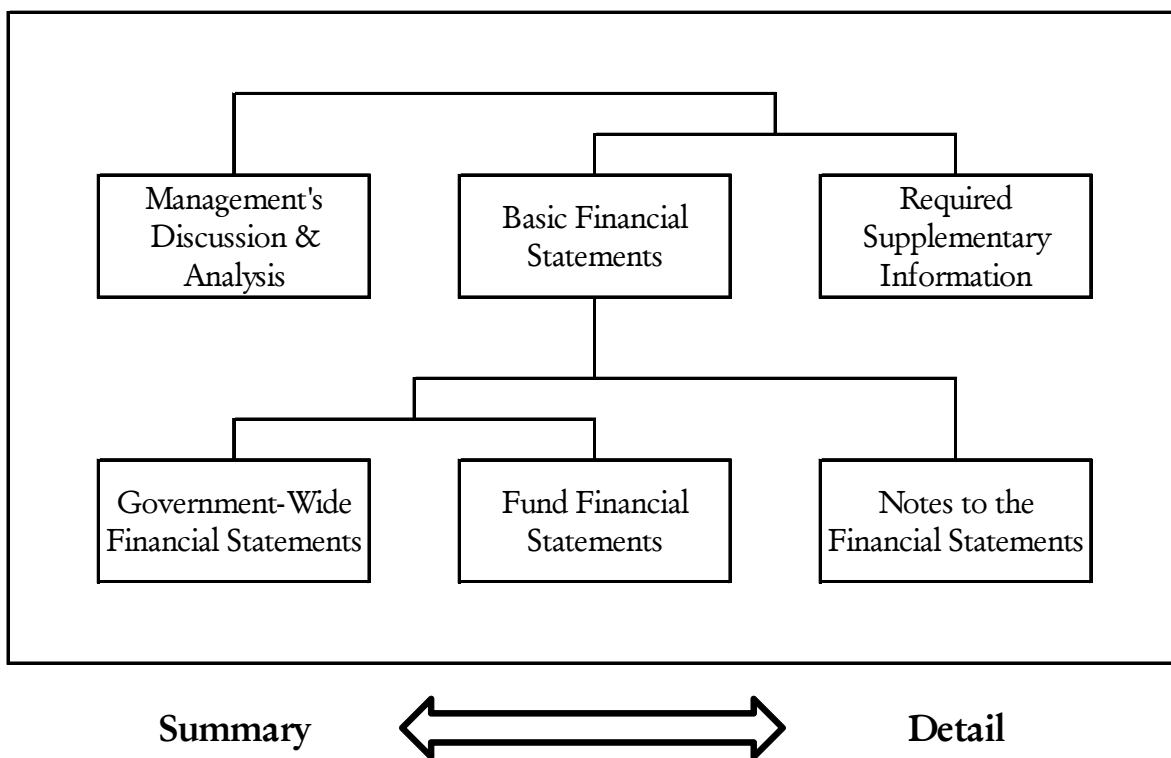 Management's
Discussion &
Analysis
Basic Financial
Statements
Required
Supplementary
Information
Government-Wide
Financial Statements
Fund Financial
Statements
Notes to the
Financial Statements
Summary
Detail